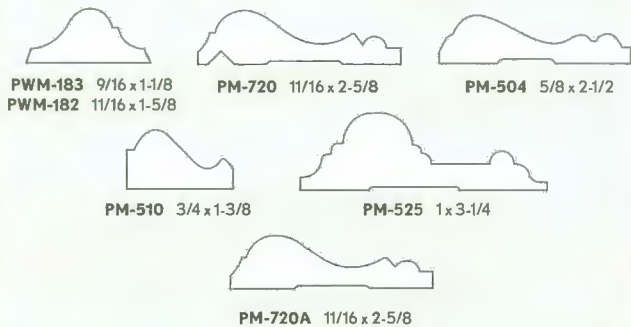 PWM-183 9/16 x 1-1/8
PWM-182 11/16 x 1-5/8
PM-720 11/16 x 2-5/8
PM-504 5/8 x 2-1/2
PM-510 3/4 x 1-3/8
PM-525 1 x 3-1/4
PM-720A 11/16 x 2-5/8